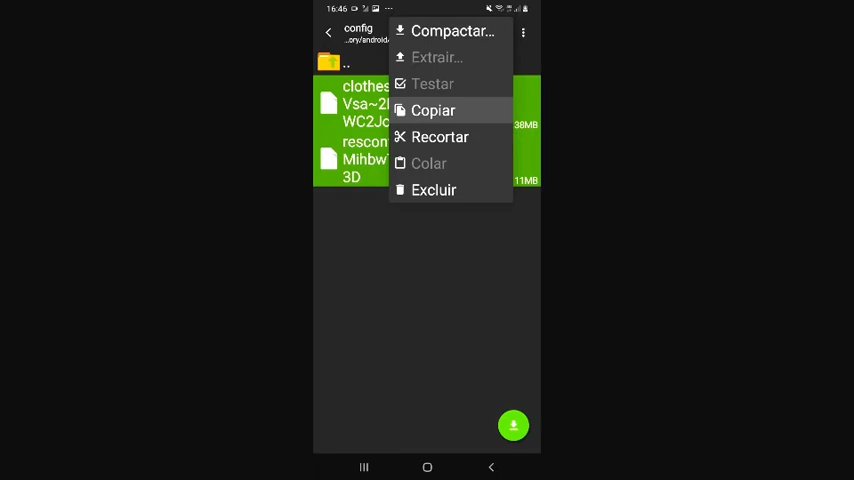 16:46
config
...ory/android/
..
clothes
Vsa~2
WC2Jc
38MB
rescon
Mihbw
3D
11MB
Compactar...
Extrair...
Testar
Copiar
Recortar
Colar
Excluir